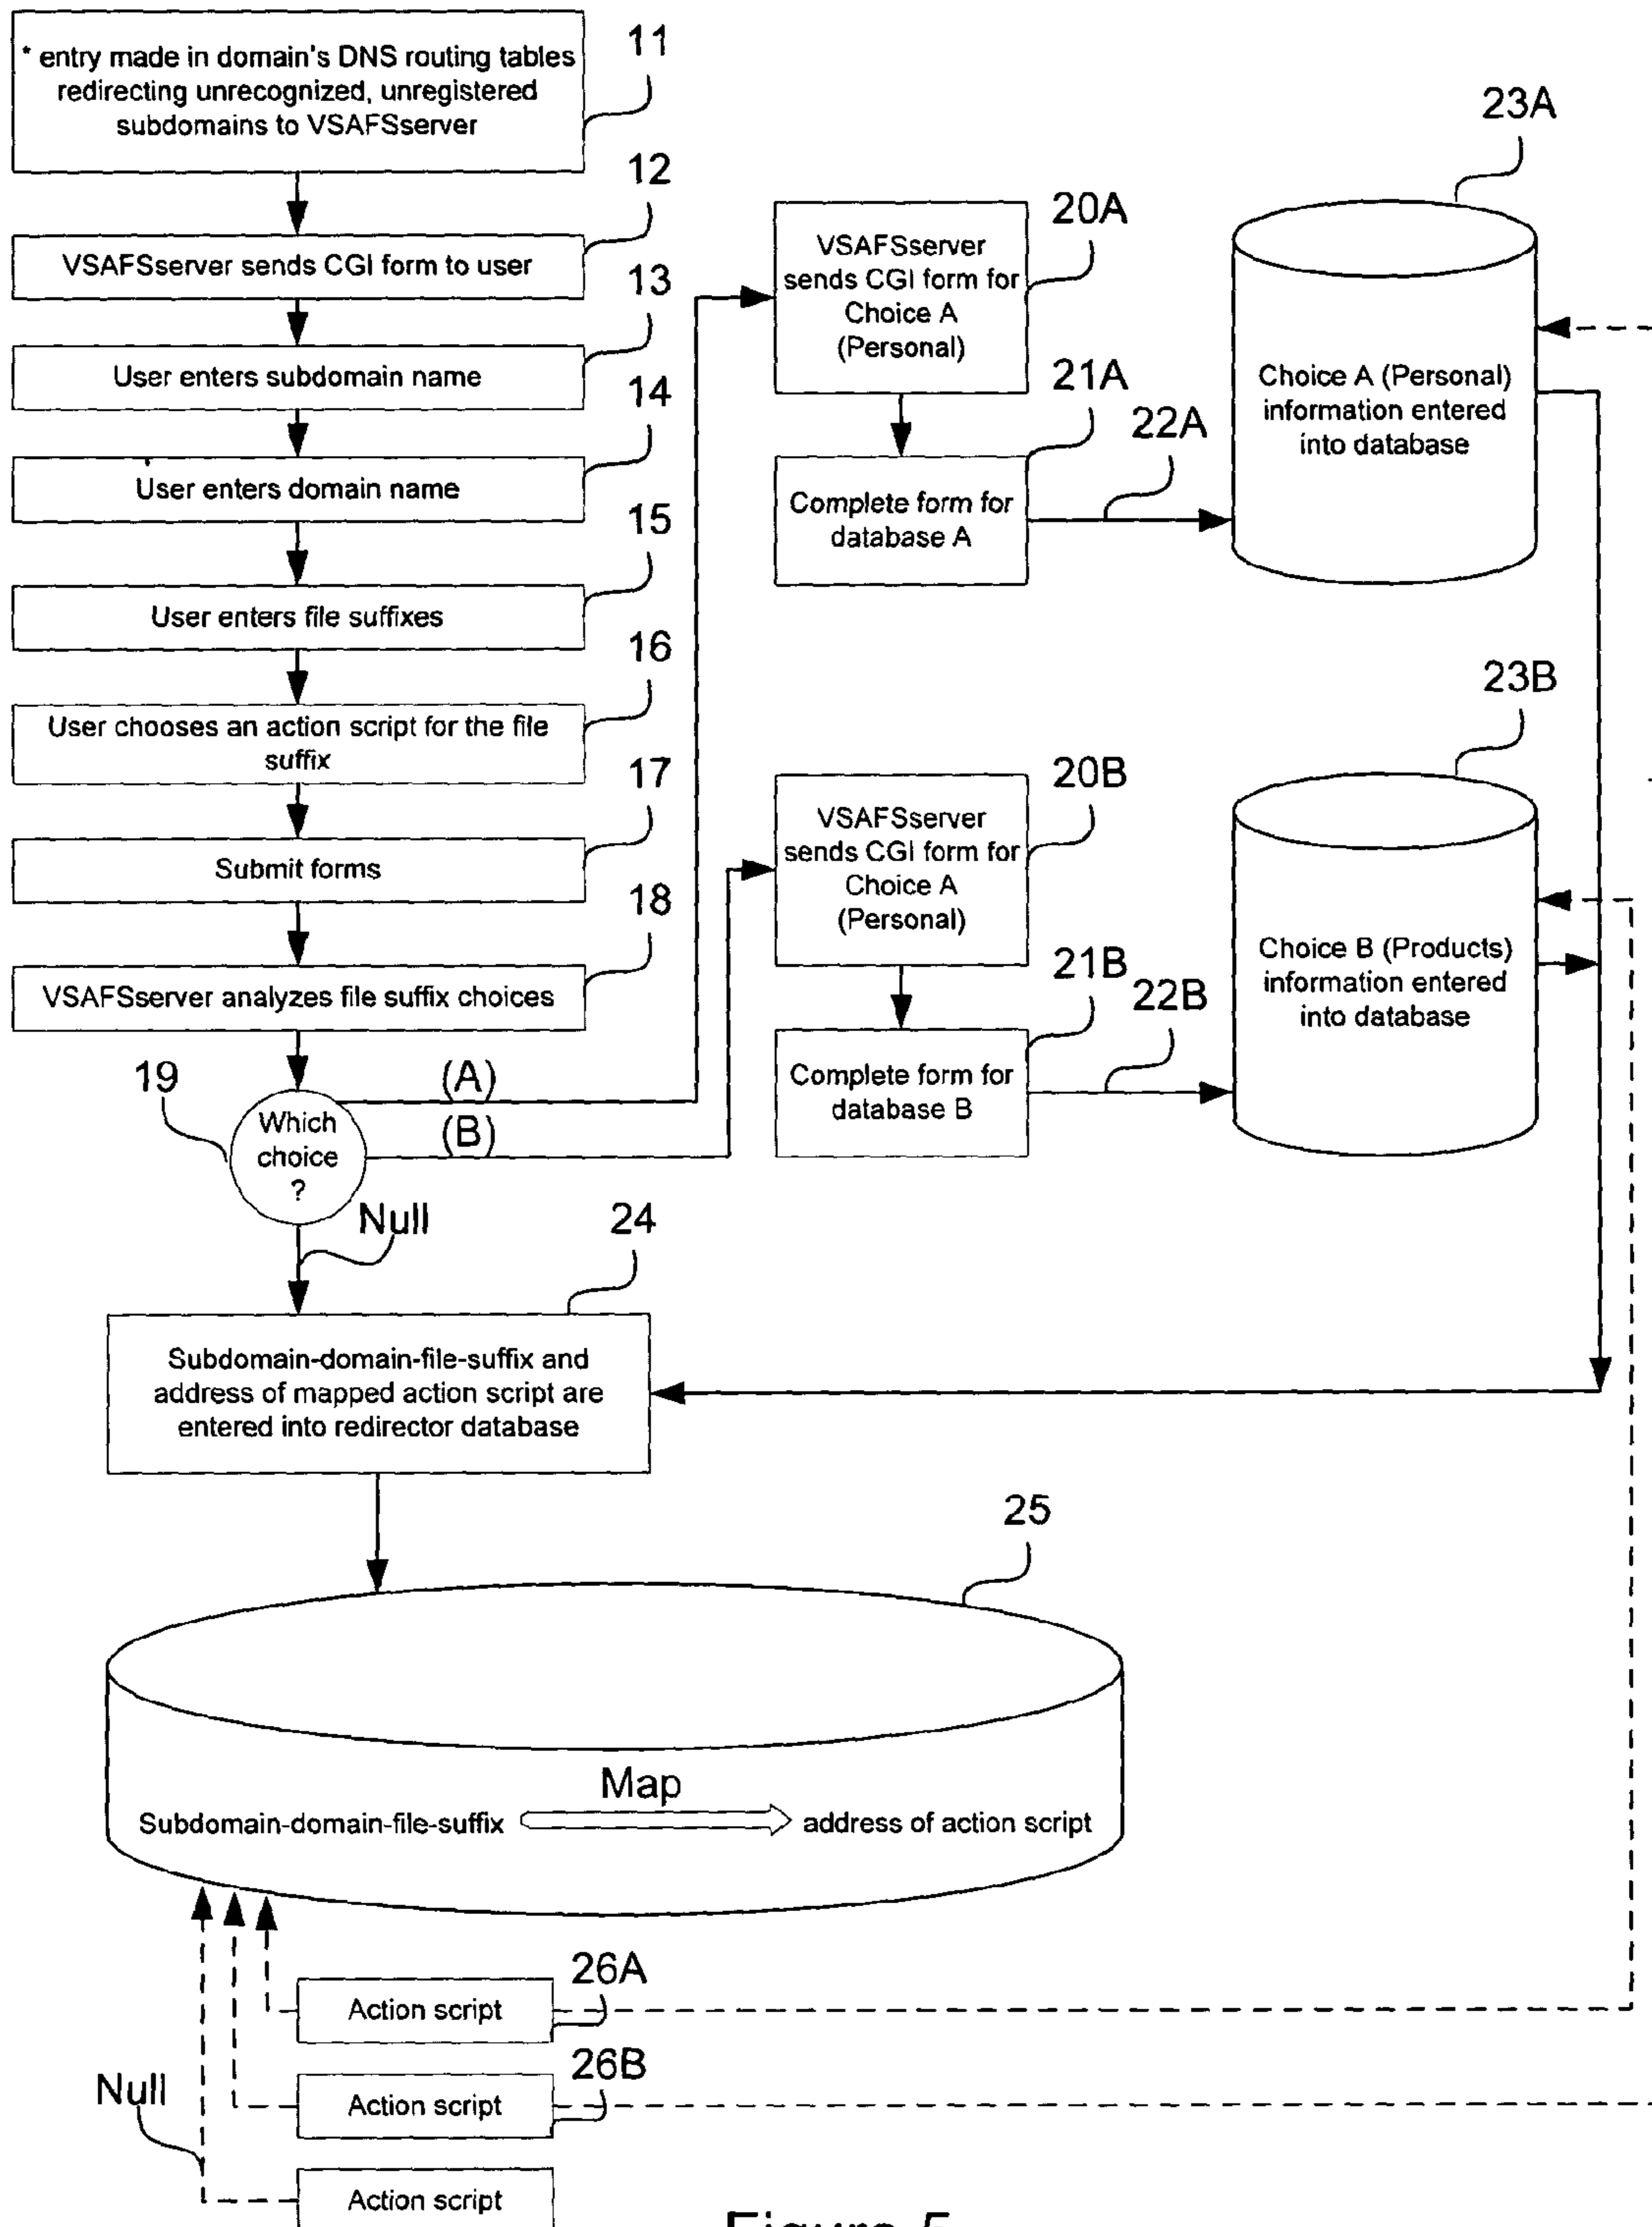 * entry made in domain's DNS routing tables
redirecting unrecognized, unregistered
subdomains to VSAFSserver
11
12
VSAFSserver sends CGI form to user
13
User enters subdomain name
14
User enters domain name
15
User enters file suffixes
16
User chooses an action script for the file
suffix
17
Submit forms
18
VSAFSserver analyzes file suffix choices
19
Which
choice
?
(A)
(B)
Null
20A
VSAFSserver
sends CGI form for
Choice A
(Personal)
21A
Complete form for
database A
22A
23A
Choice A (Personal)
information entered
into database
20B
VSAFSserver
sends CGI form for
Choice A
(Personal)
21B
Complete form for
database B
22B
23B
Choice B (Products)
information entered
into database
24
Subdomain-domain-file-suffix and
address of mapped action script are
entered into redirector database
25
Map
Subdomain-domain-file-suffix
address of action script
26A
Action script
26B
Action script
Null
Action script
Figure 5